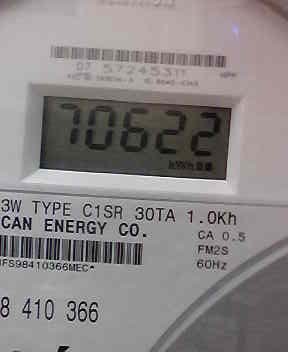 07 57245311
70622
kWh
3W TYPE C1SR 30TA 1.0Kh
CAN ENERGY CO.
CA 0.5
FM2S
IFS98410366MEC*
60Hz
8 410 366